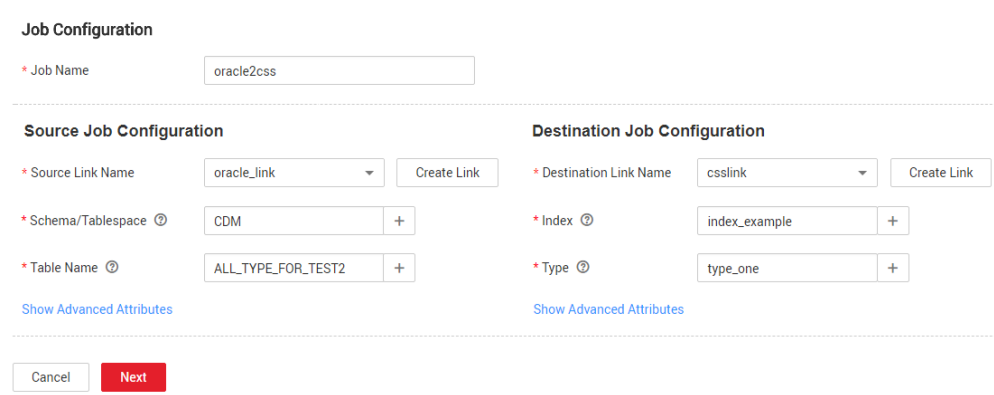 Job Configuration
* Job Name oracle2css
Source Job Configuration Destination Job Configuration
* Source Link Name oracle_link Create Link * Destination Link Name csslink Create Link
* Schema/Tablespace ? CDM + * Index ? index_example +
* Table Name ? ALL_TYPE_FOR_TEST2 + * Type ? type_one +
Show Advanced Attributes Show Advanced Attributes
Cancel Next